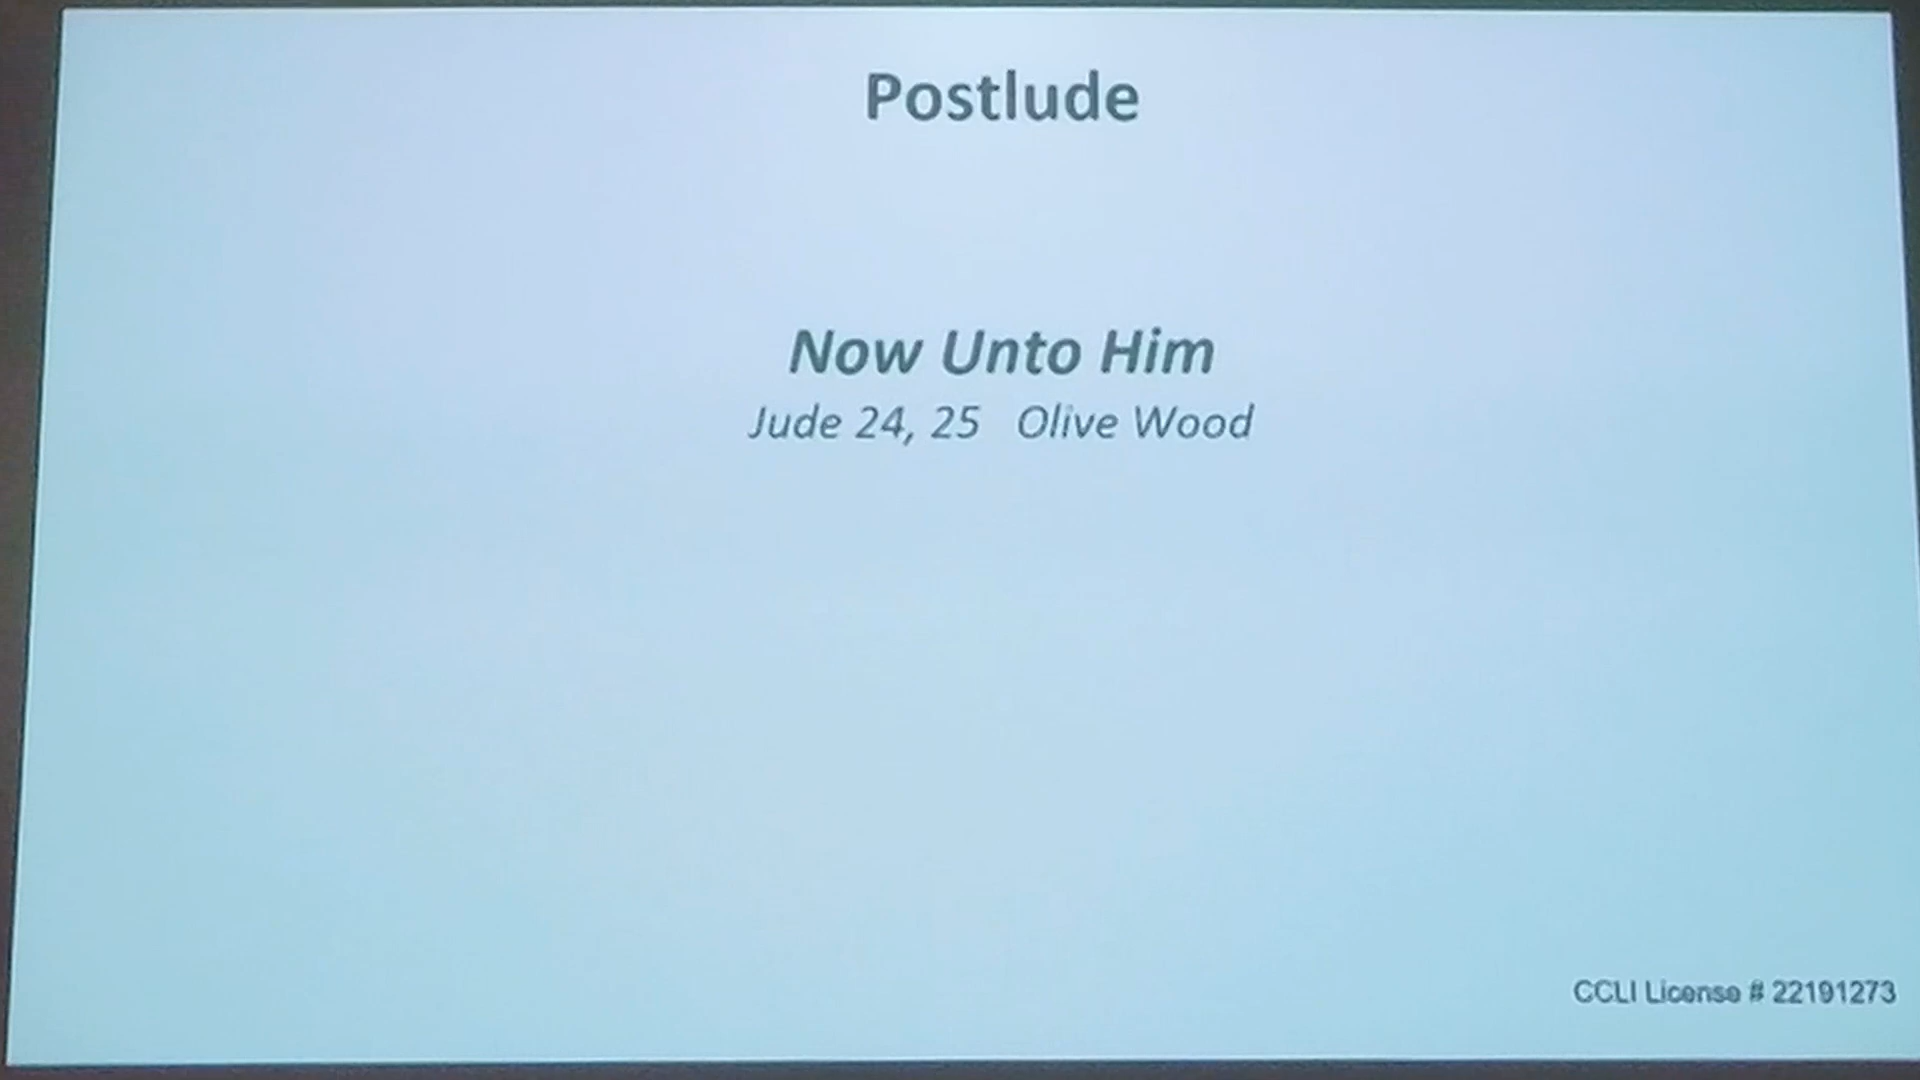 Postlude
Now Unto Him
Jude 24, 25 Olive Wood
CCLI License # 22191273